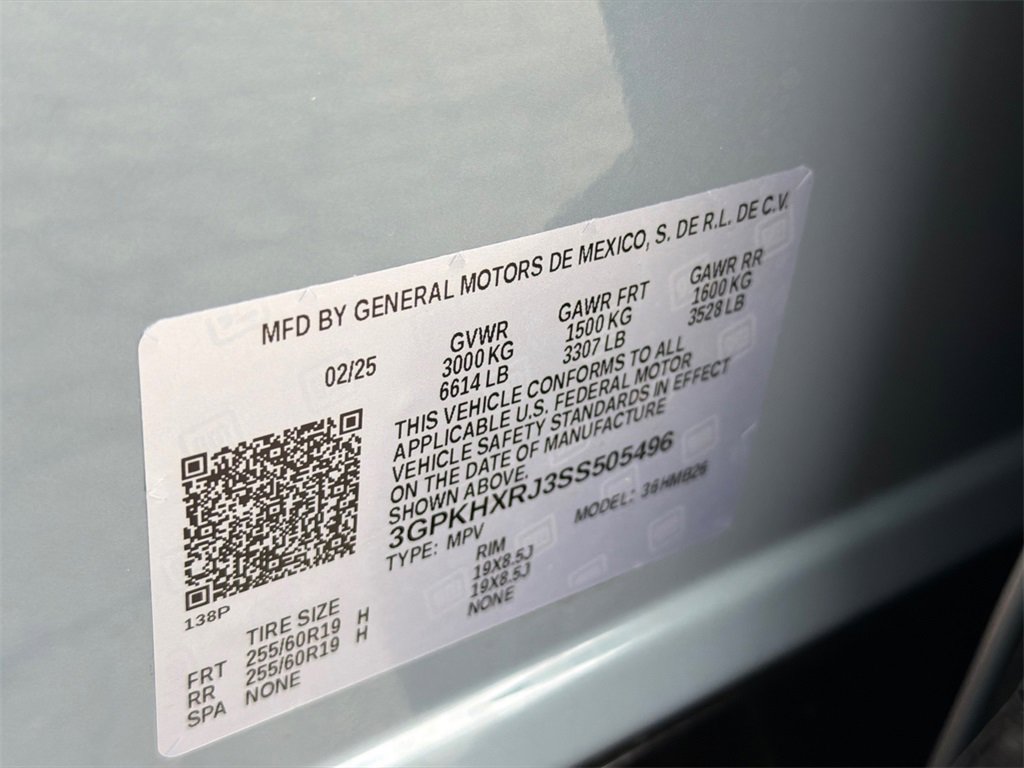 MFD BY GENERAL MOTORS DE MEXICO, S. DE R.L. DE C.V.
02/25 GVWR GAWR FRT GAWR RR
3000 KG 1500 KG 1600 KG
6614 LB 3307 LB 3528 LB
THIS VEHICLE CONFORMS TO ALL
APPLICABLE U.S. FEDERAL MOTOR
VEHICLE SAFETY STANDARDS IN EFFECT
ON THE DATE OF MANUFACTURE
SHOWN ABOVE.
3GPKHXRJ3SS505496
TYPE: MPV MODEL: 36HMB26
138P
TIRE SIZE RIM
FRT 255/60R19 H 19X8.5J
RR 255/60R19 H 19X8.5J
SPA NONE NONE